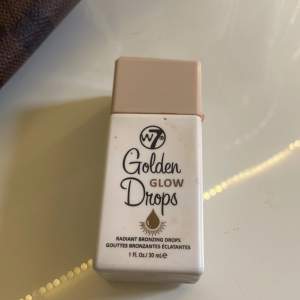 W7
Golden
GLOW
Drops
RADIANT BRONZING DROPS
GOUTTES BRONZANTES ÉCLATANTES
1 fl. Oz./ 30 mL e